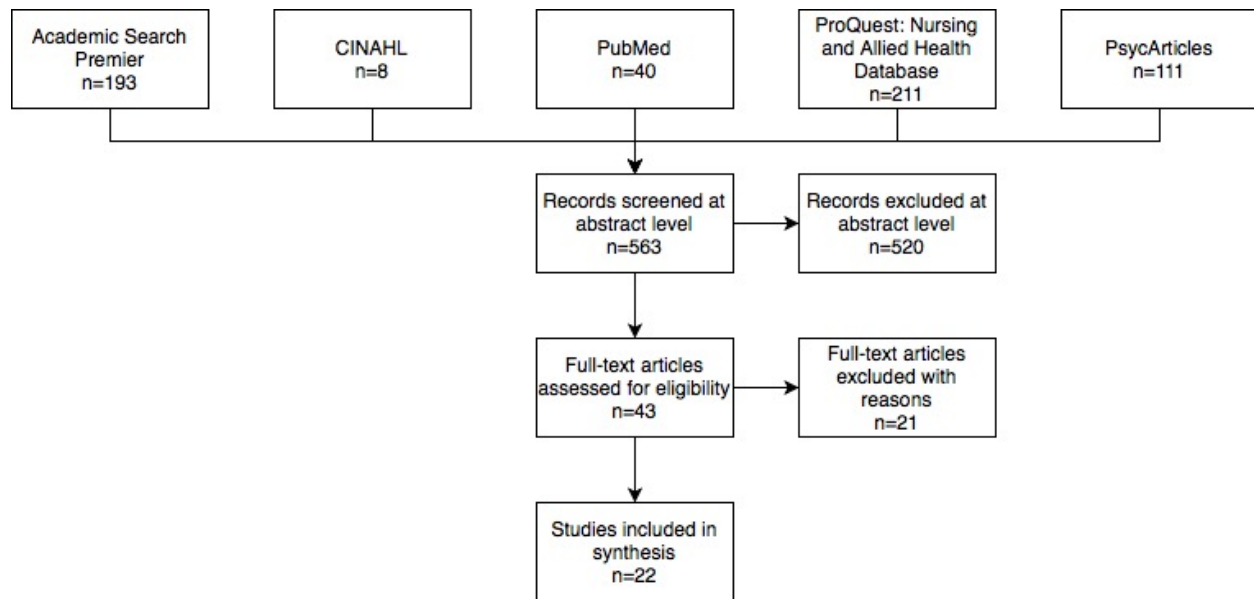 Academic Search
Premier
n=193
CINAHL
n=8
PubMed
n=40
ProQuest: Nursing
and Allied Health
Database
n=211
PsycArticles
n=111
Records screened at
abstract level
n=563
Records excluded at
abstract level
n=520
Full-text articles
assessed for eligibility
n=43
Full-text articles
excluded with
reasons
n=21
Studies included in
synthesis
n=22